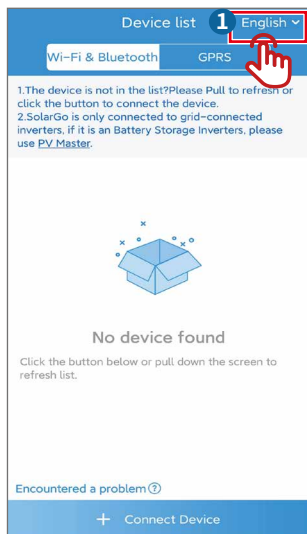 Device list 1 English
Wi-Fi & Bluetooth GPRS
1.The device is not in the list?Please Pull to refresh or
click the button to connect the device.
2.SolarGo is only connected to grid-connected
inverters, if it is an Battery Storage Inverters, please
use PV Master.
No device found
Click the button below or pull down the screen to
refresh list.
Encountered a problem ?
+ Connect Device